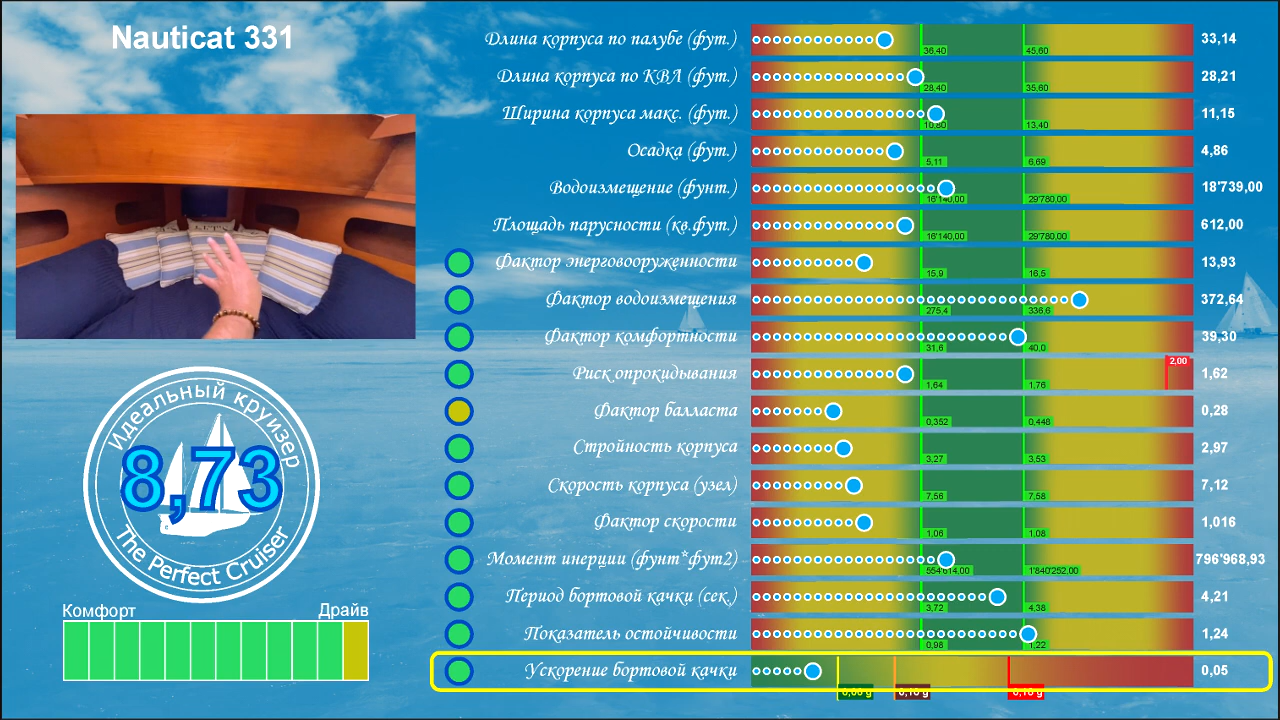 Nauticat 331
Длина корпуса по палубе (фут.) 36,40 45,60 33,14
Длина корпуса по КВЛ (фут.) 28,40 35,60 28,21
Ширина корпуса макс. (фут.) 10,80 13,40 11,15
Осадка (фут.) 5,11 6,69 4,86
Водоизмещение (фунт.) 16'140,00 29'780,00 18'739,00
Площадь парусности (кв.фут.) 16'140,00 29'780,00 612,00
Фактор энерговооруженности 15,9 16,5 13,93
Фактор водоизмещения 275,4 336,6 372,64
Фактор комфортности 31,6 40,0 39,30
Риск опрокидывания 1,64 1,76 2,00 1,62
Фактор балласта 0,352 0,448 0,28
Стройность корпуса 3,27 3,53 2,97
Скорость корпуса (узел) 7,56 7,58 7,12
Фактор скорости 1,06 1,08 1,016
Момент инерции (фунт*фут2) 554'614,00 1'840'252,00 796'968,93
Период бортовой качки (сек.) 3,72 4,38 4,21
Показатель остойчивости 0,98 1,22 1,24
Ускорение бортовой качки 0,05
Идеальный круизер
8,73
The Perfect Cruiser
Комфорт Драйв